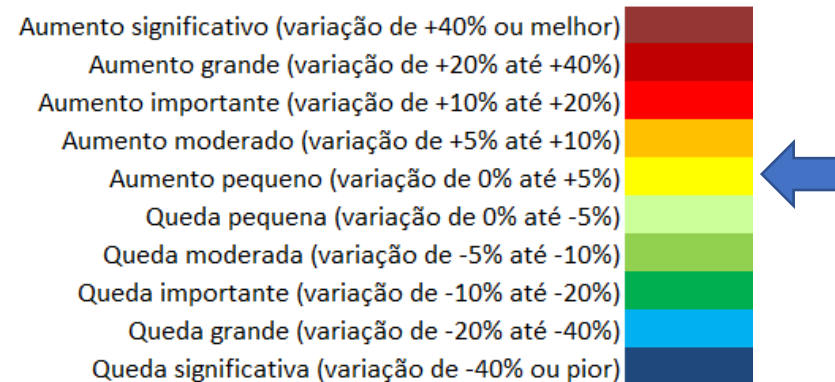 Aumento significativo (variação de +40% ou melhor)
Aumento grande (variação de +20% até +40%)
Aumento importante (variação de +10% até +20%)
Aumento moderado (variação de +5% até +10%)
Aumento pequeno (variação de 0% até +5%)
Queda pequena (variação de 0% até -5%)
Queda moderada (variação de -5% até -10%)
Queda importante (variação de -10% até -20%)
Queda grande (variação de -20% até -40%)
Queda significativa (variação de -40% ou pior)